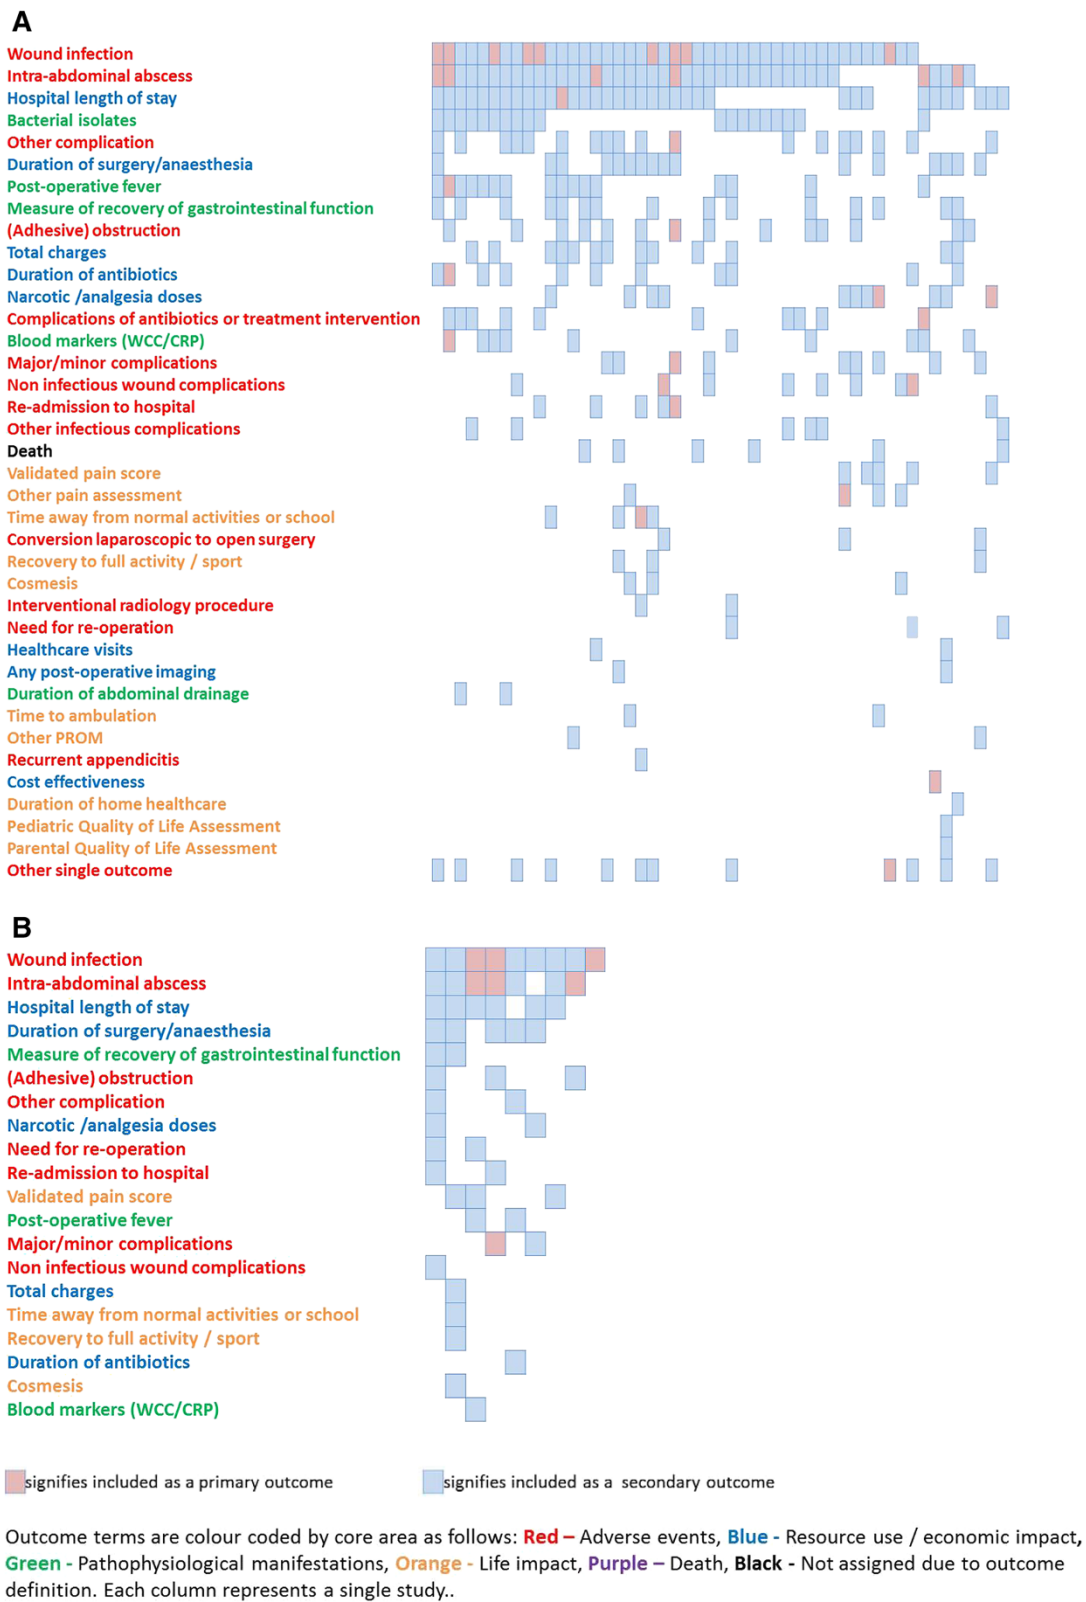 A
Wound infection
Intra-abdominal abscess
Hospital length of stay
Bacterial isolates
Other complication
Duration of surgery/anaesthesia
Post-operative fever
Measure of recovery of gastrointestinal function
(Adhesive) obstruction
Total charges
Duration of antibiotics
Narcotic /analgesia doses
Complications of antibiotics or treatment intervention
Blood markers (WCC/CRP)
Major/minor complications
Non infectious wound complications
Re-admission to hospital
Other infectious complications
Death
Validated pain score
Other pain assessment
Time away from normal activities or school
Conversion laparoscopic to open surgery
Recovery to full activity / sport
Cosmesis
Interventional radiology procedure
Need for re-operation
Healthcare visits
Any post-operative imaging
Duration of abdominal drainage
Time to ambulation
Other PROM
Recurrent appendicitis
Cost effectiveness
Duration of home healthcare
Pediatric Quality of Life Assessment
Parental Quality of Life Assessment
Other single outcome
B
Wound infection
Intra-abdominal abscess
Hospital length of stay
Duration of surgery/anaesthesia
Measure of recovery of gastrointestinal function
(Adhesive) obstruction
Other complication
Narcotic /analgesia doses
Need for re-operation
Re-admission to hospital
Validated pain score
Post-operative fever
Major/minor complications
Non infectious wound complications
Total charges
Time away from normal activities or school
Recovery to full activity / sport
Duration of antibiotics
Cosmesis
Blood markers (WCC/CRP)
signifies included as a primary outcome
signifies included as a secondary outcome
Outcome terms are colour coded by core area as follows: Red – Adverse events, Blue - Resource use / economic impact,
Green - Pathophysiological manifestations, Orange - Life impact, Purple – Death, Black - Not assigned due to outcome
definition. Each column represents a single study..